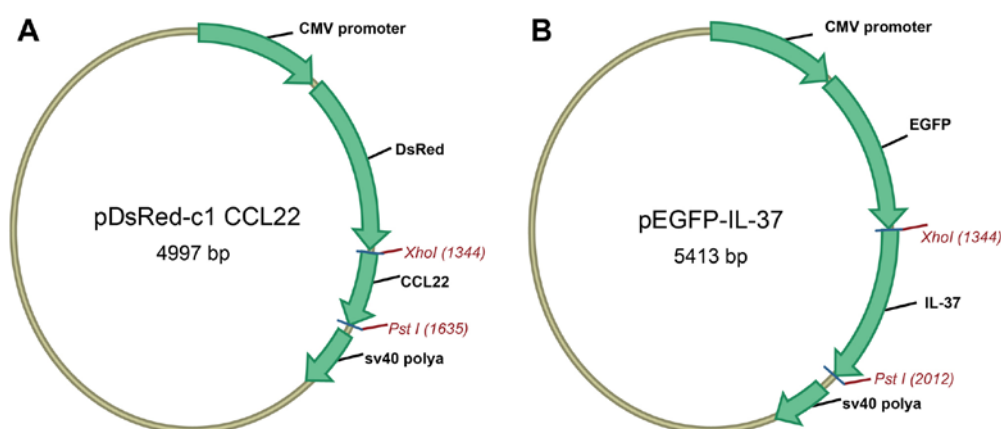 A
CMV promoter
DsRed
pDsRed-c1 CCL22
4997 bp
XhoI (1344)
CCL22
Pst I (1635)
sv40 polya
B
CMV promoter
EGFP
pEGFP-IL-37
5413 bp
XhoI (1344)
IL-37
Pst I (2012)
sv40 polya